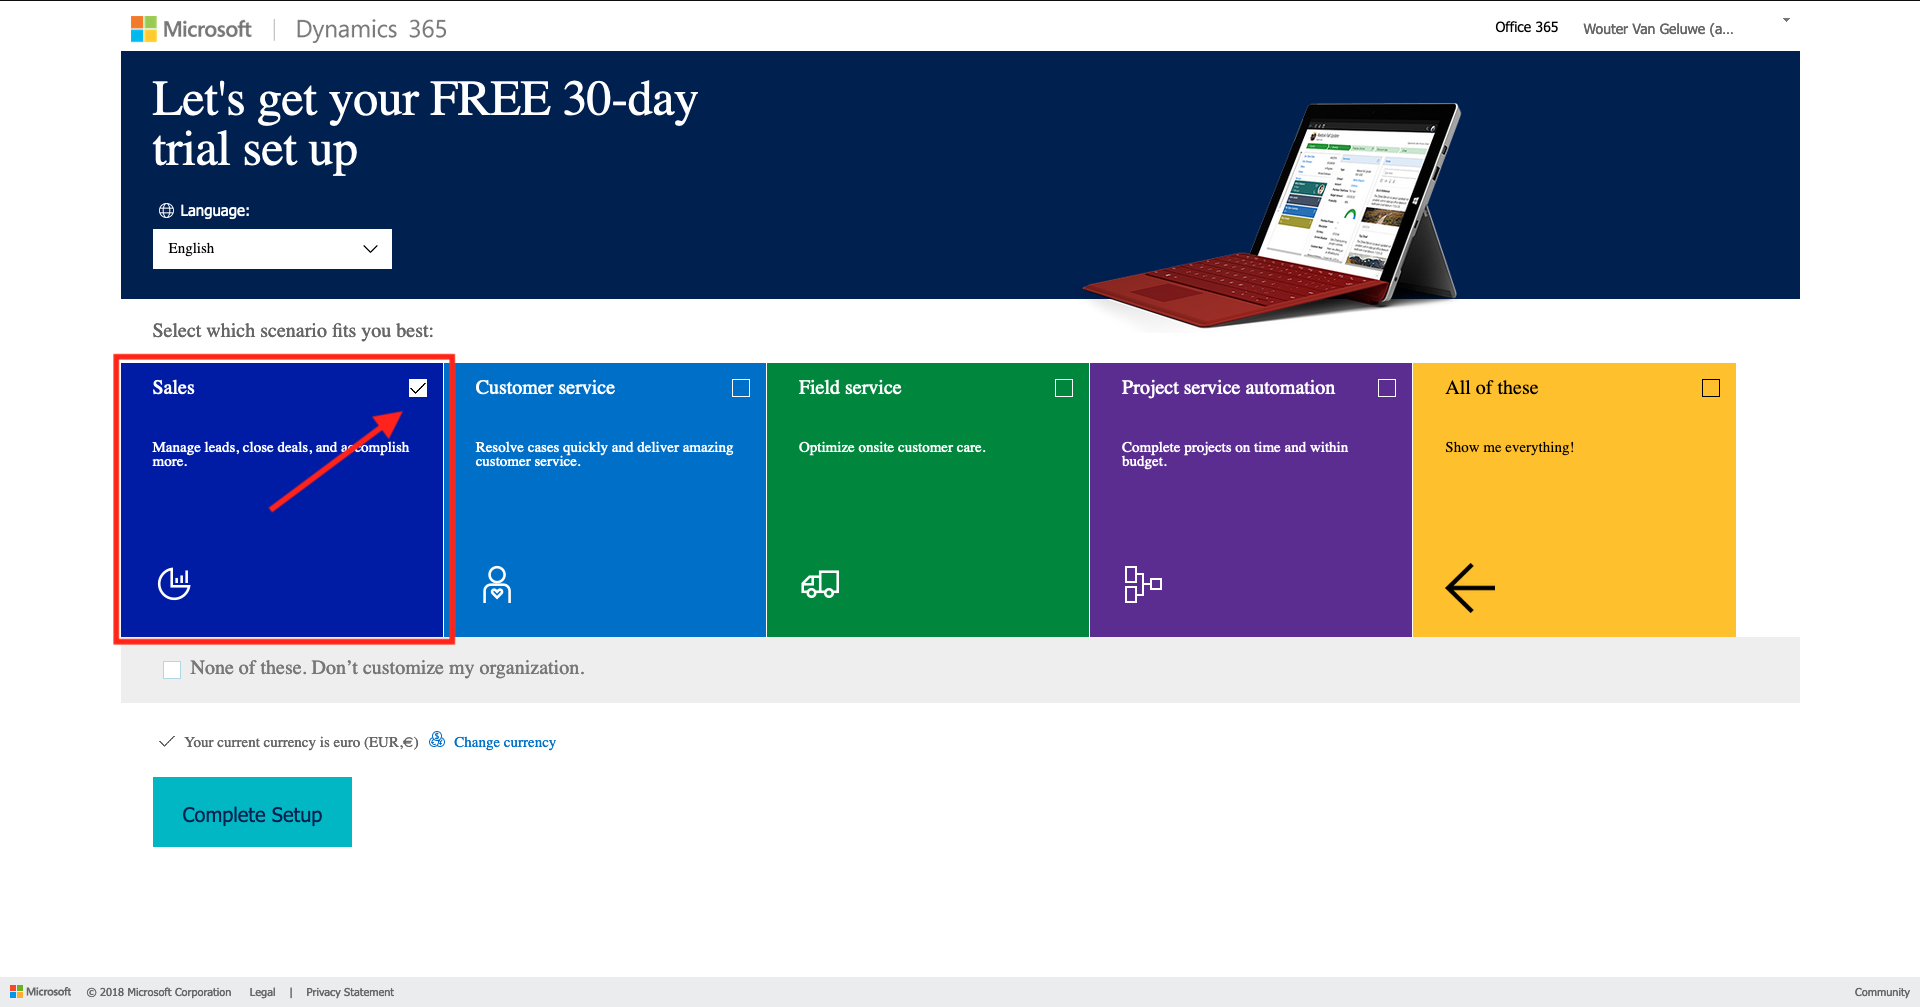 Microsoft | Dynamics 365
Office 365
Wouter Van Geluwe (a...
Let's get your FREE 30-day
trial set up
Language:
English
Select which scenario fits you best:
Sales
Manage leads, close deals, and accomplish
more.
Customer service
Resolve cases quickly and deliver amazing
customer service.
Field service
Optimize onsite customer care.
Project service automation
Complete projects on time and within
budget.
All of these
Show me everything!
None of these. Don’t customize my organization.
Your current currency is euro (EUR,€)
Change currency
Complete Setup
Microsoft © 2018 Microsoft Corporation Legal | Privacy Statement
Community